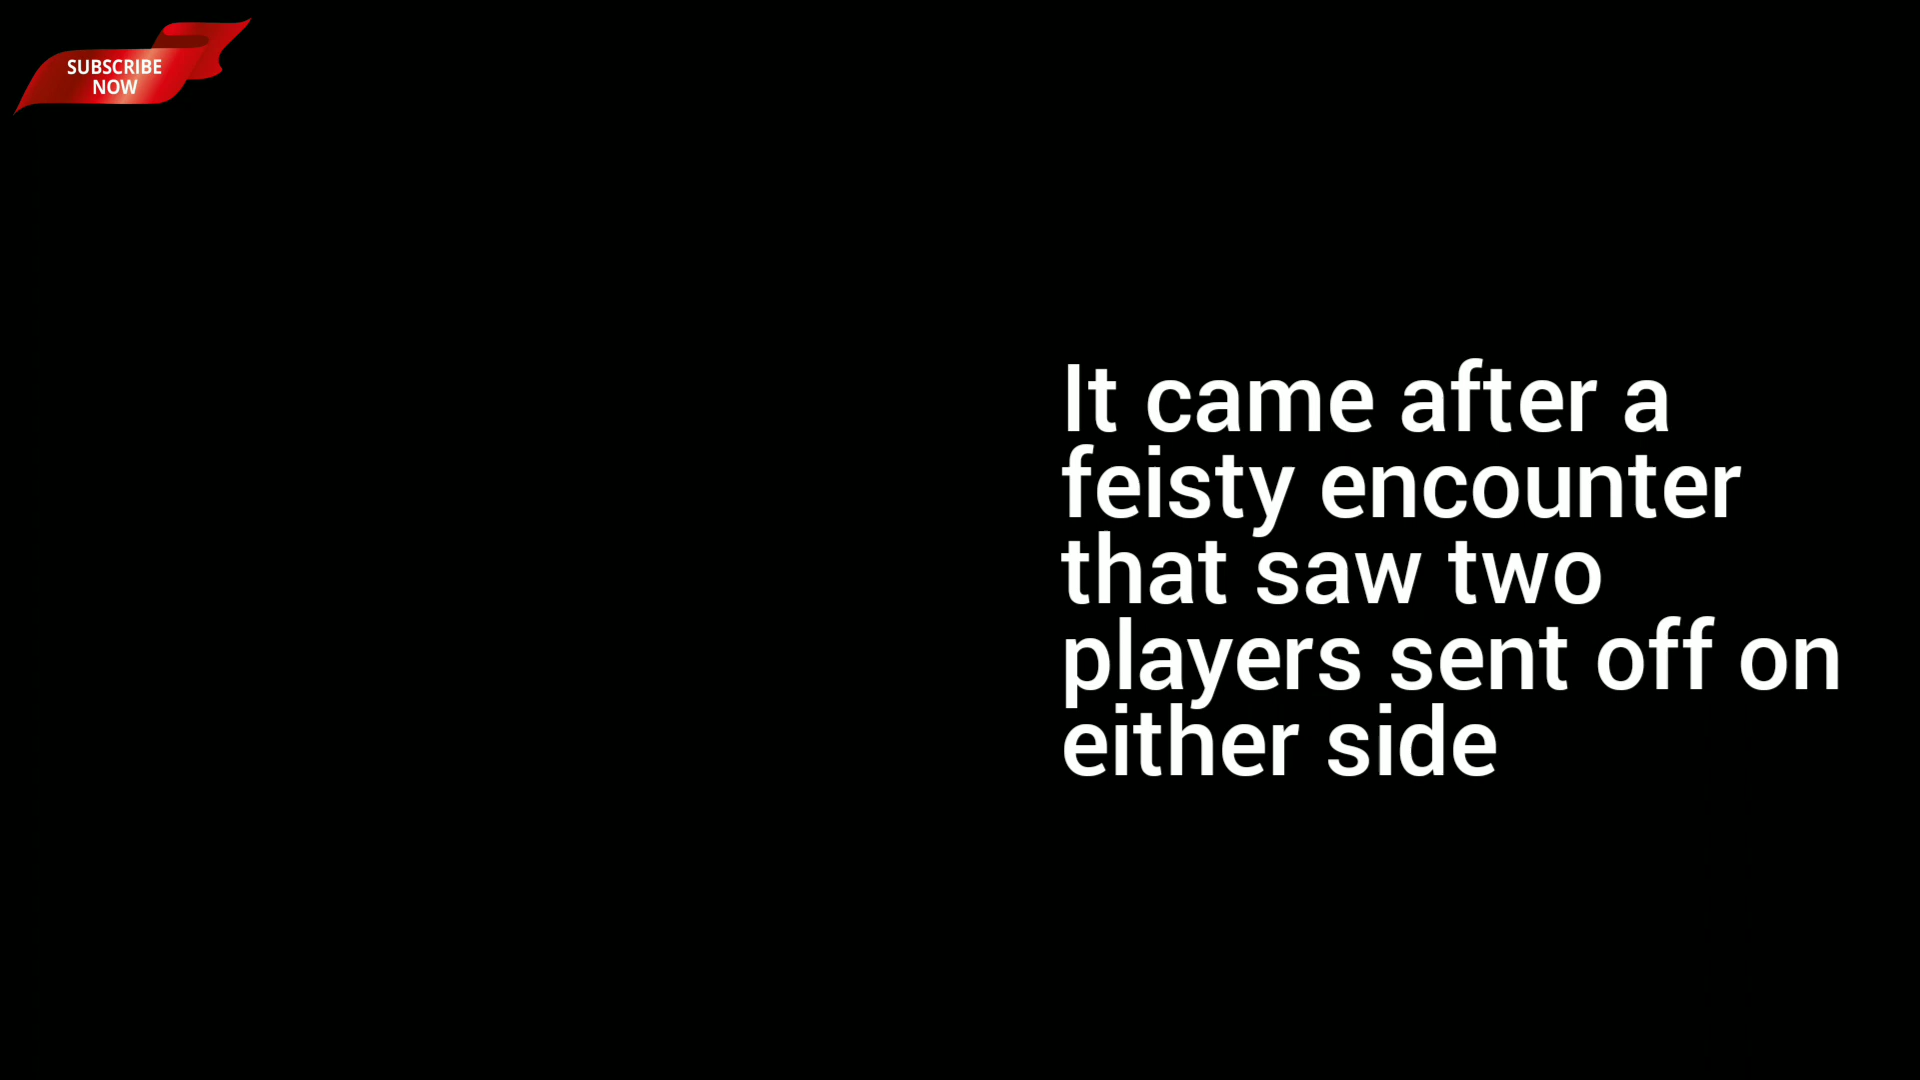 SUBSCRIBE
NOW
It came after a
feisty encounter
that saw two
players sent off on
either side